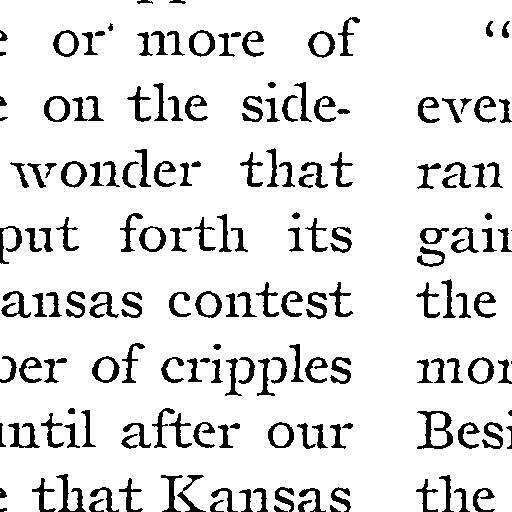 or more of
on the side-
wonder that
put forth its
ansas contest
ber of cripples
until after our
that Kansas
“
ever
ran
gain
the
mor
Besi
the